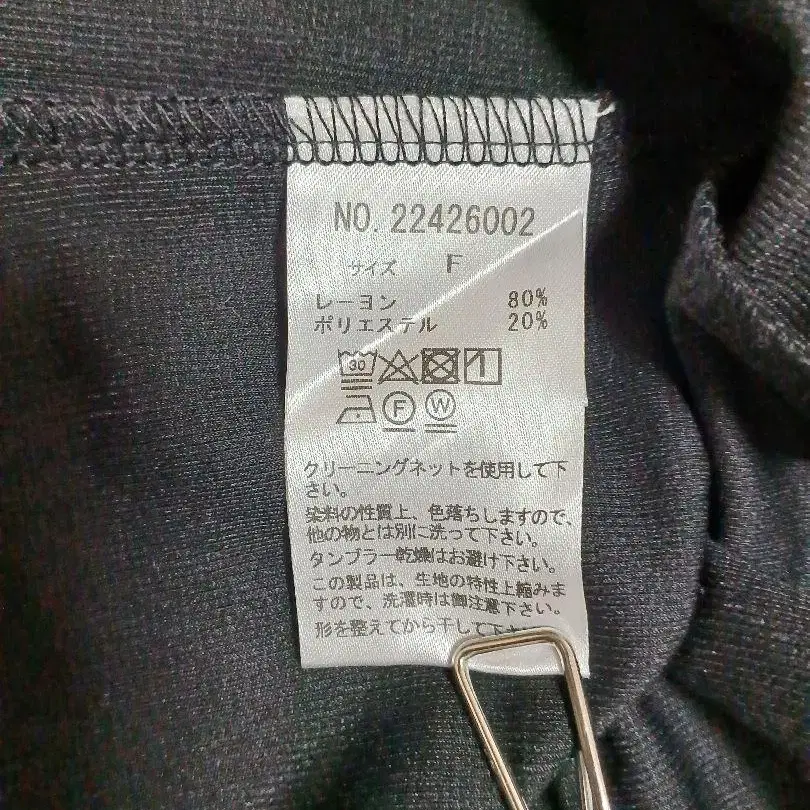 NO. 22426002
サイズ F
レーヨン 80%
ポリエステル 20%
30
F W
クリーニングネットを使用して下
さい。
染料の性質上、色落ちしますので、
他の物とは別に洗って下さい。
タンブラー乾燥はお避け下さい。
この製品は、生地の特性上縮みま
すので、洗濯時は御注意下さい。
形を整えてから干して下